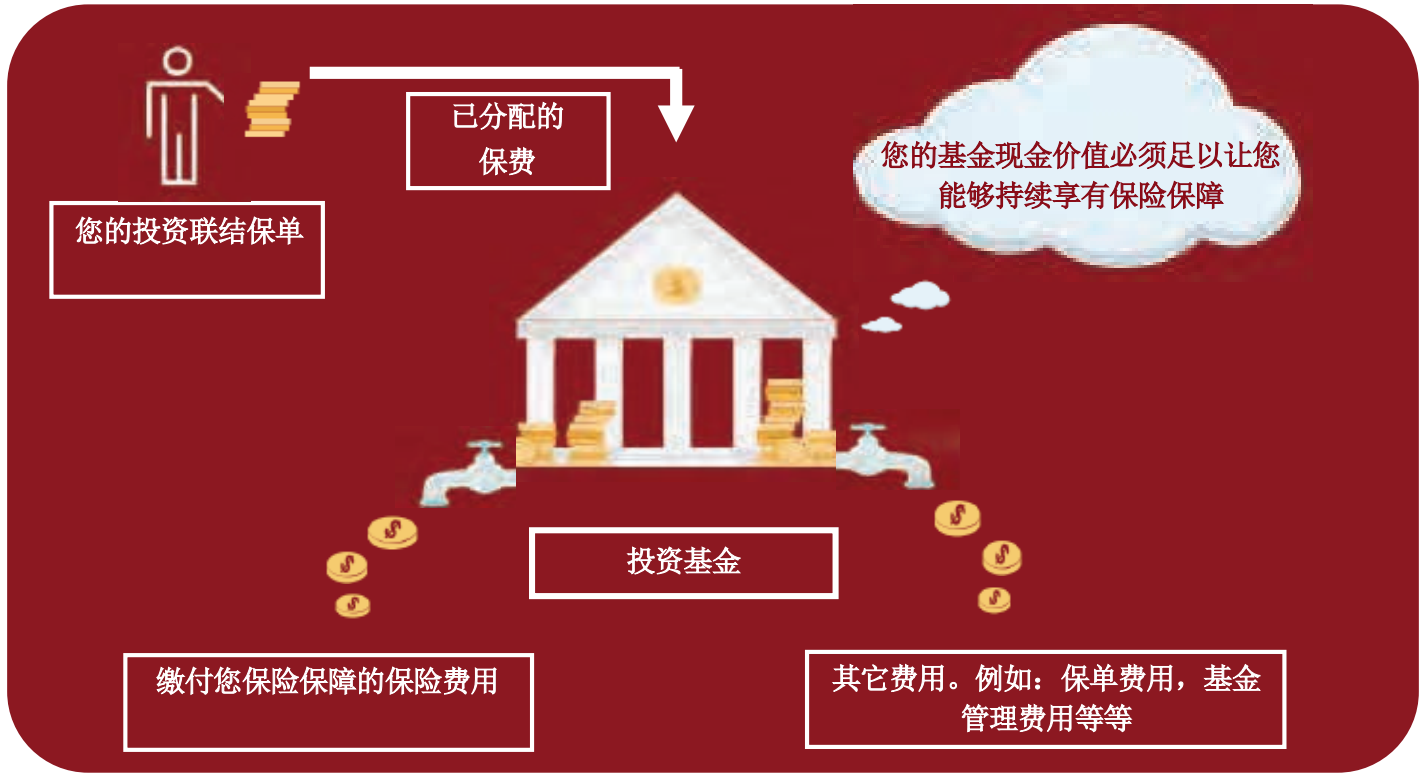 已分配的
保费
您的投资联结保单
您的基金现金价值必须足以让您
能够持续享有保险保障
投资基金
缴付您保险保障的保险费用
其它费用。例如：保单费用，基金
管理费用等等